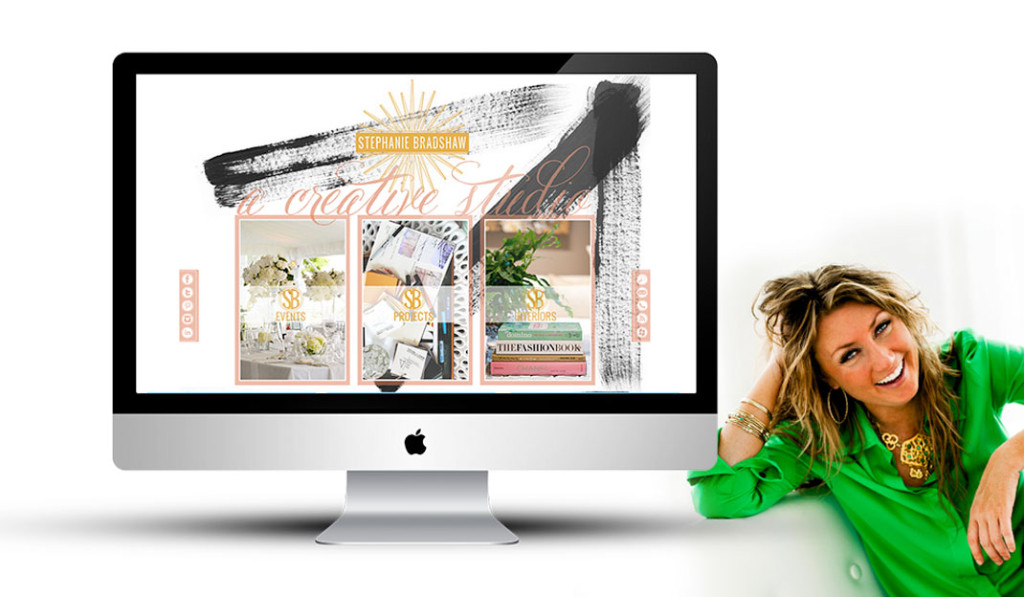 STEPHANIE BRADSHAW
a creative studio
SB
EVENTS
SB
PROJECTS
SB
INTERIORS
THE FASHION BOOK